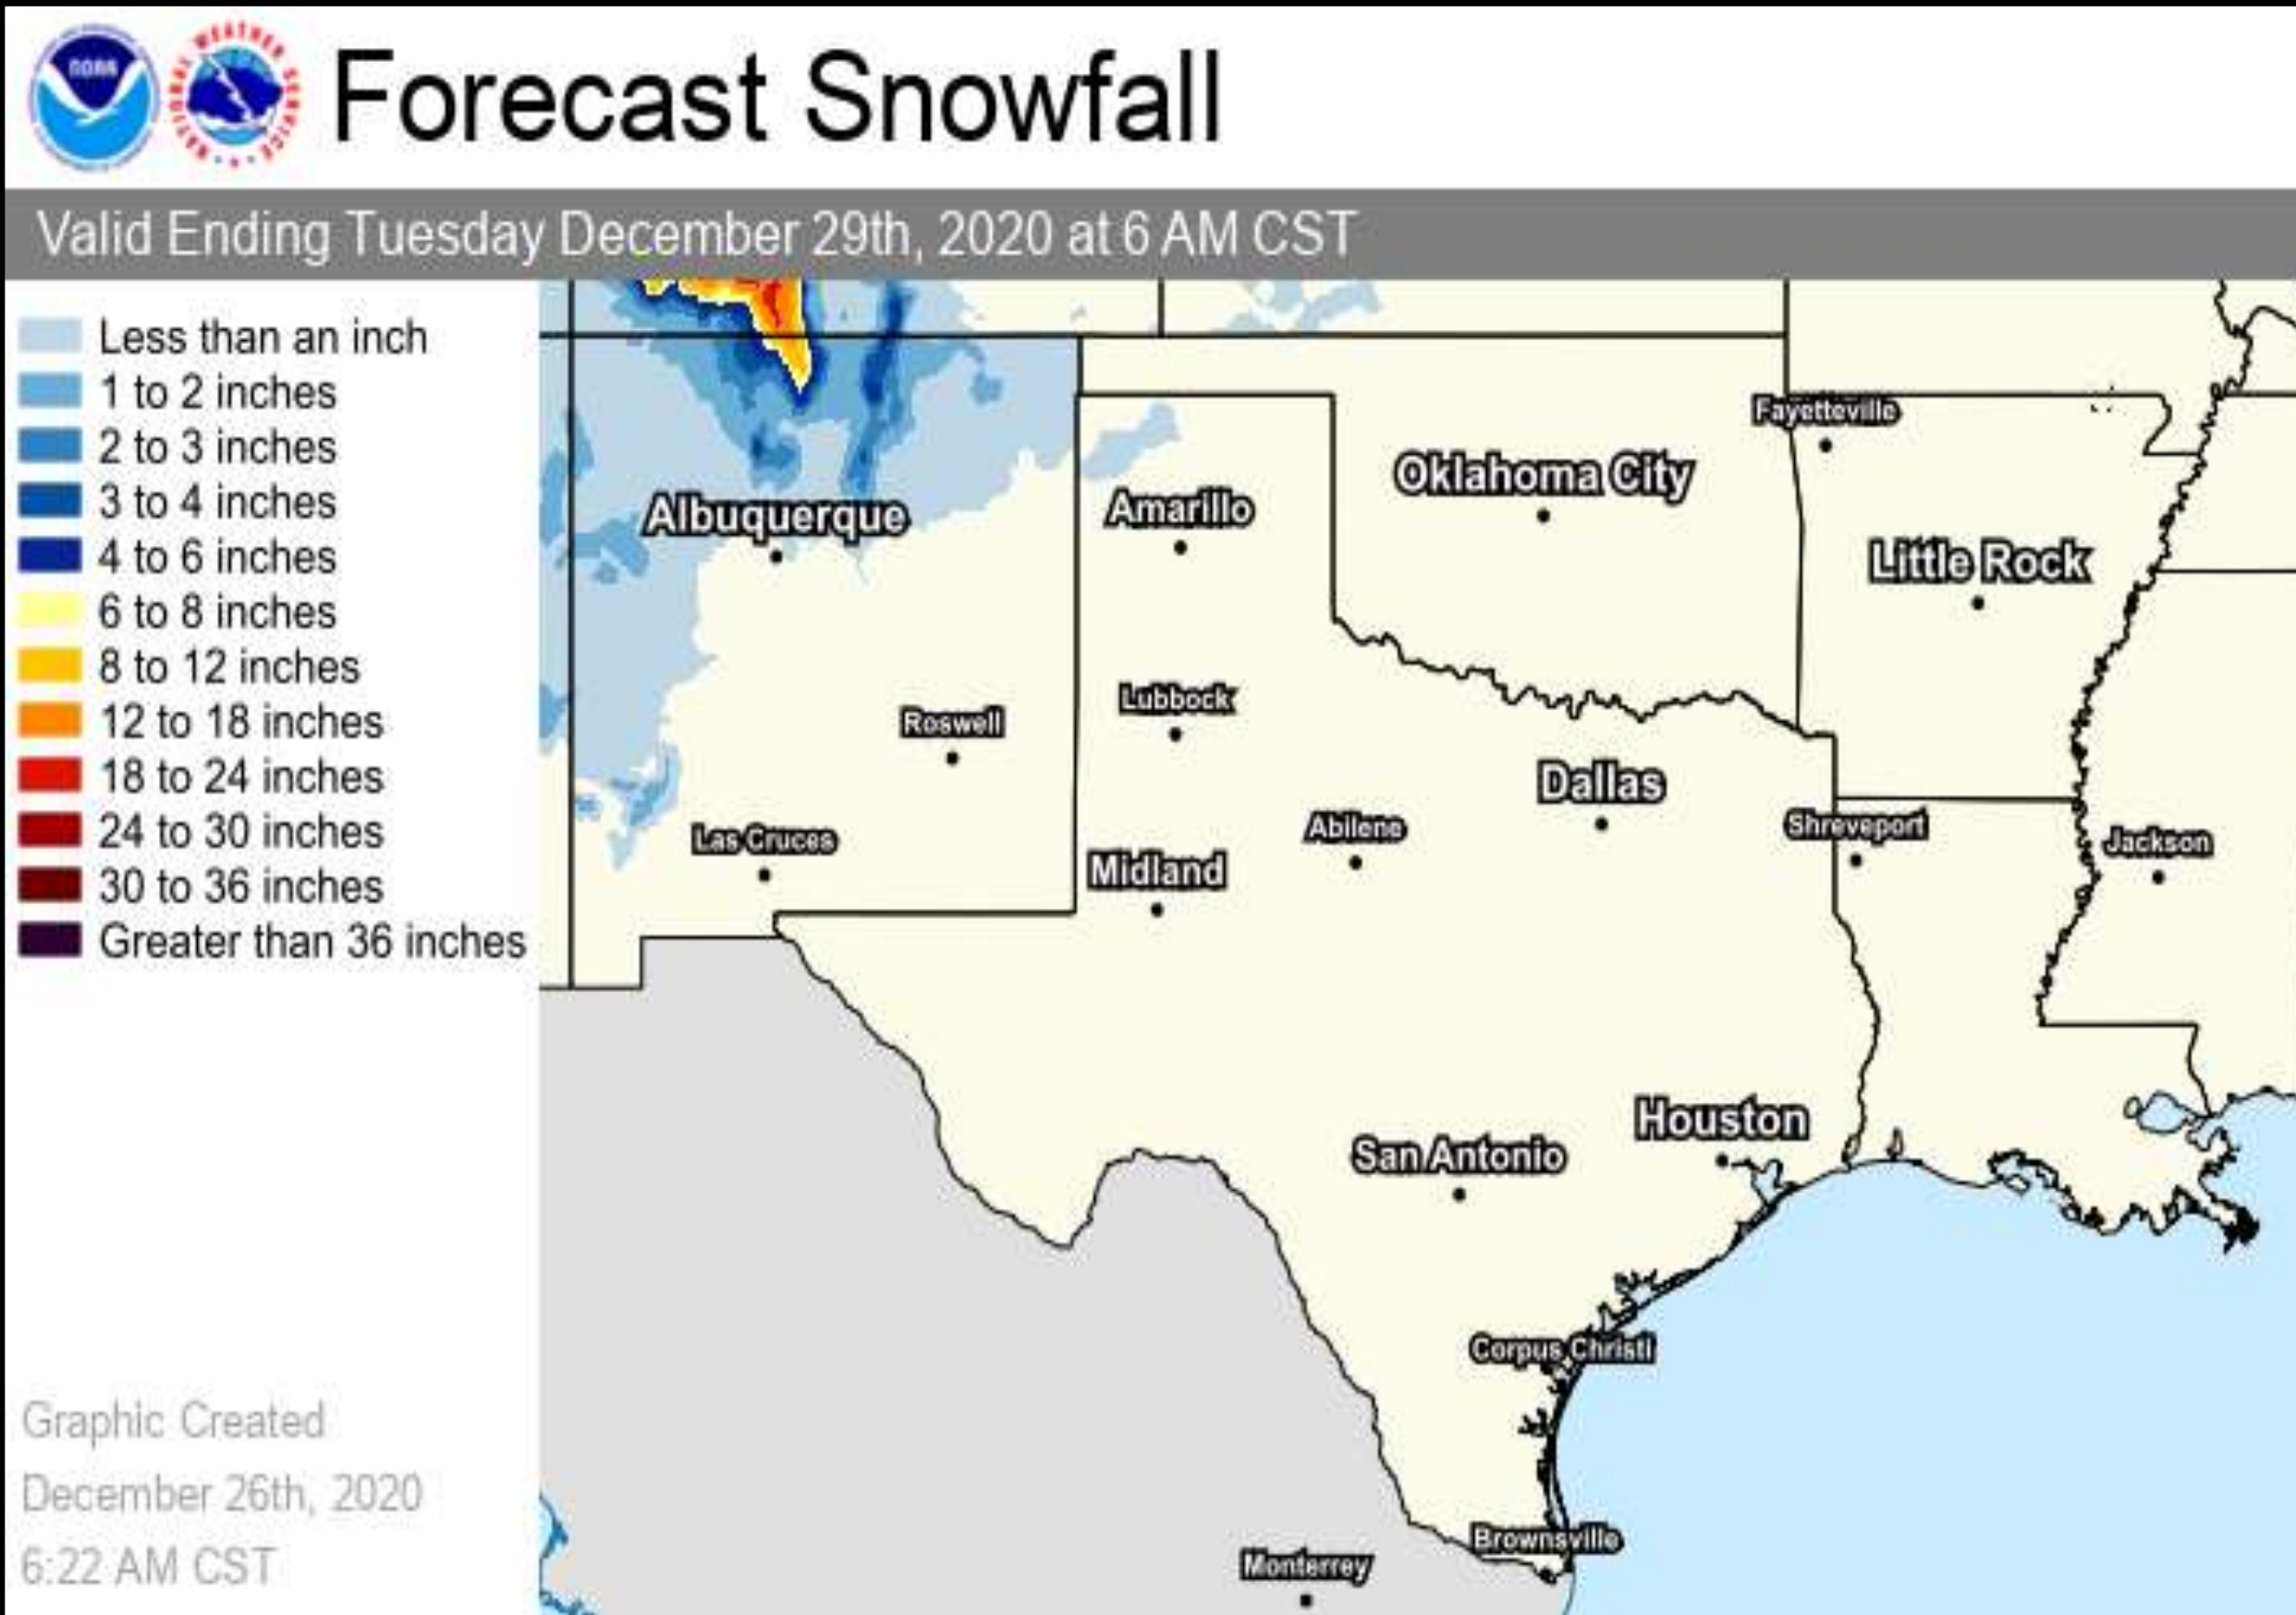 NOAA
NATIONAL WEATHER SERVICE
Forecast Snowfall
Valid Ending Tuesday December 29th, 2020 at 6 AM CST
Less than an inch
1 to 2 inches
2 to 3 inches
3 to 4 inches
4 to 6 inches
6 to 8 inches
8 to 12 inches
12 to 18 inches
18 to 24 inches
24 to 30 inches
30 to 36 inches
Greater than 36 inches
Fayetteville
Oklahoma City
Albuquerque
Amarillo
Little Rock
Lubbock
Roswell
Dallas
Las Cruces
Abilene
Shreveport
Jackson
Midland
Houston
San Antonio
Corpus Christi
Brownsville
Monterrey
Graphic Created
December 26th, 2020
6:22 AM CST